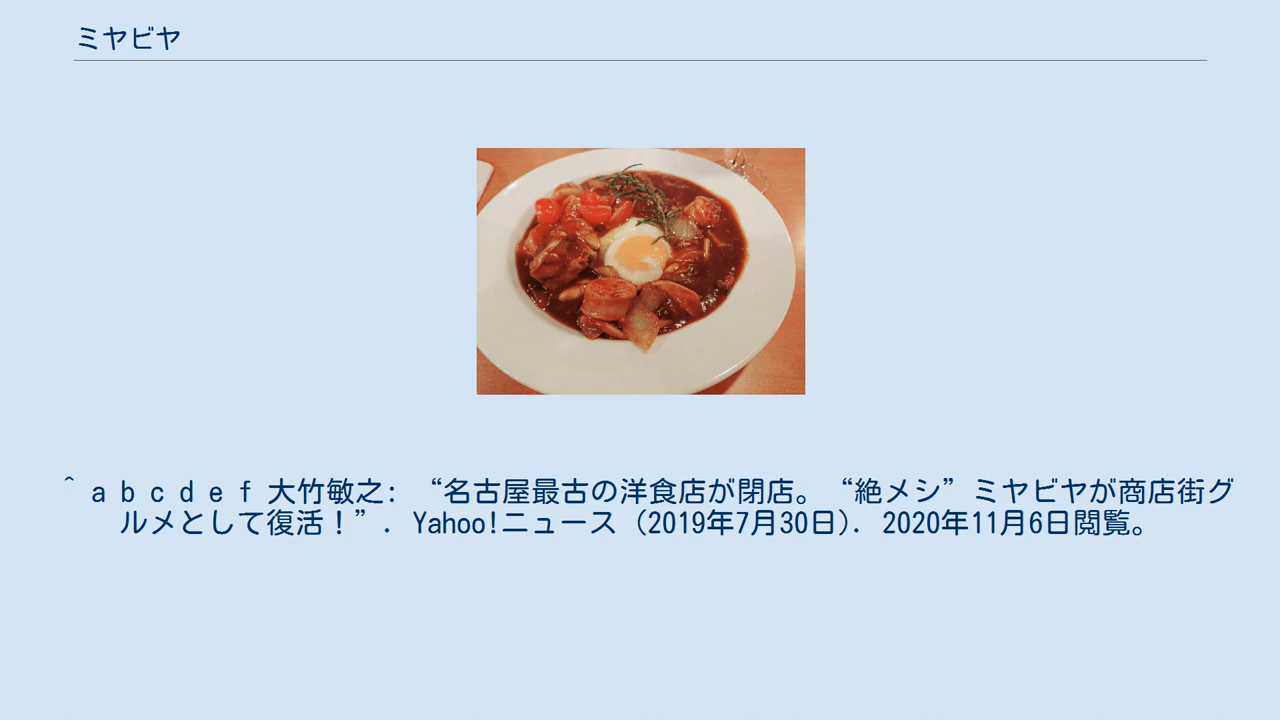 ミヤビヤ
^ a b c d e f 大竹敏之: “名古屋最古の洋食店が閉店。“絶メシ”ミヤビヤが商店街グ
ルメとして復活！”. Yahoo!ニュース (2019年7月30日). 2020年11月6日閲覧。